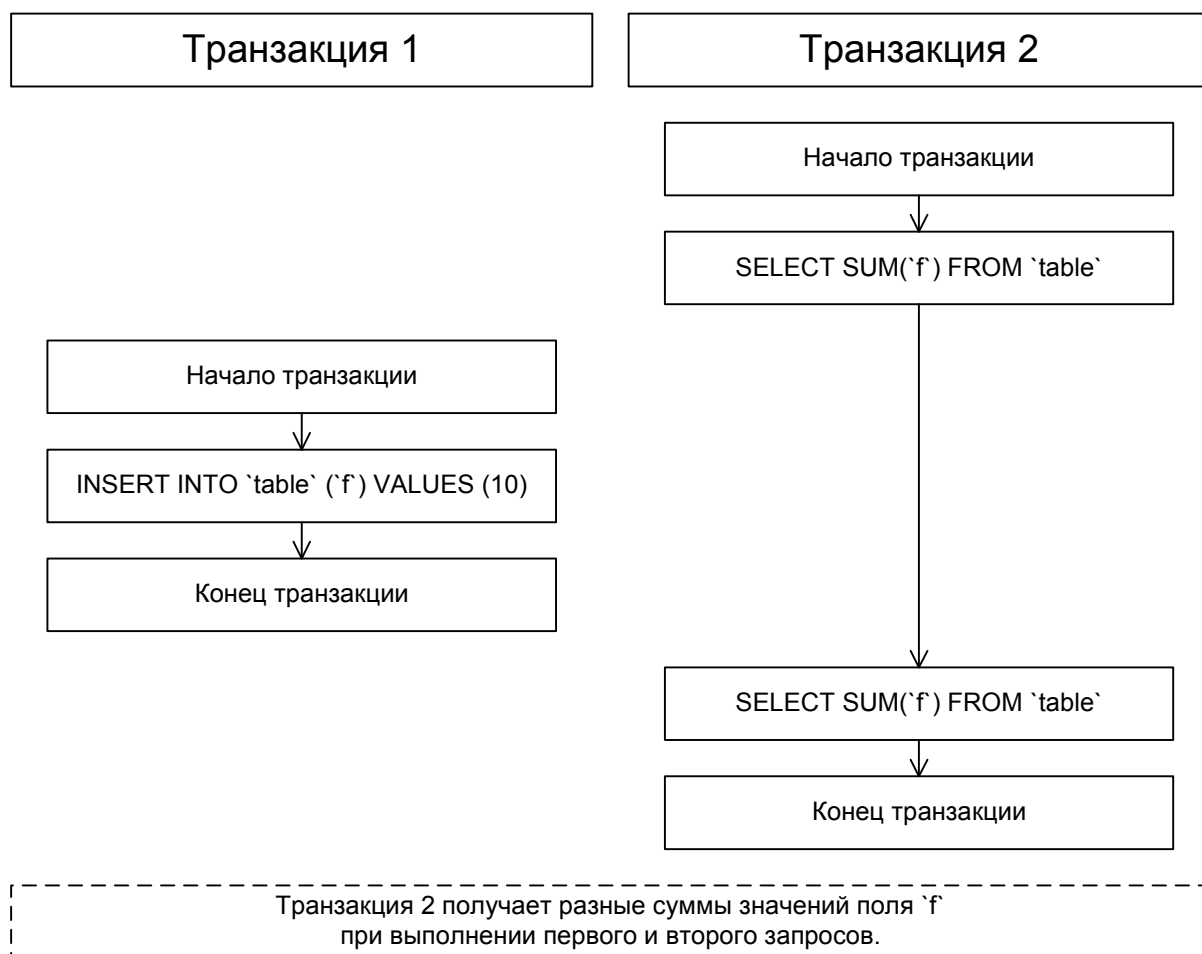 Транзакция 1
Транзакция 2
Начало транзакции
SELECT SUM(`f`) FROM `table`
Начало транзакции
INSERT INTO `table` (`f`) VALUES (10)
Конец транзакции
SELECT SUM(`f`) FROM `table`
Конец транзакции
Транзакция 2 получает разные суммы значений поля `f`
при выполнении первого и второго запросов.